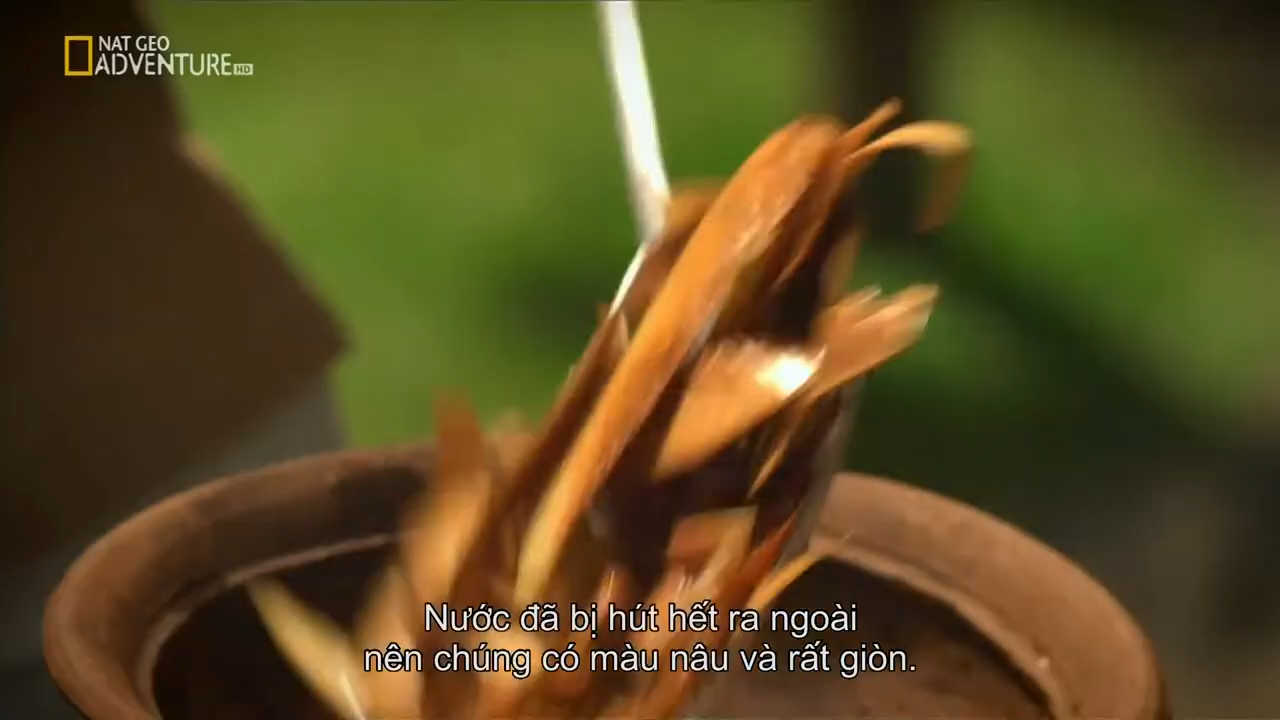 NAT GEO
ADVENTURE HD
Nước đã bị hút hết ra ngoài
nên chúng có màu nâu và rất giòn.